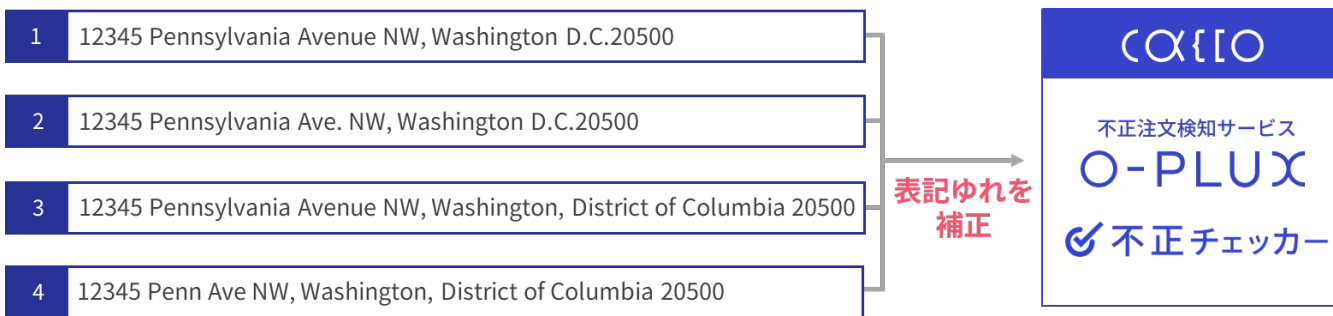 1 12345 Pennsylvania Avenue NW, Washington D.C.20500
2 12345 Pennsylvania Ave. NW, Washington D.C.20500
3 12345 Pennsylvania Avenue NW, Washington, District of Columbia 20500
4 12345 Penn Ave NW, Washington, District of Columbia 20500
表記ゆれを
補正
cacco
不正注文検知サービス
O-PLUX
不正チェッカー